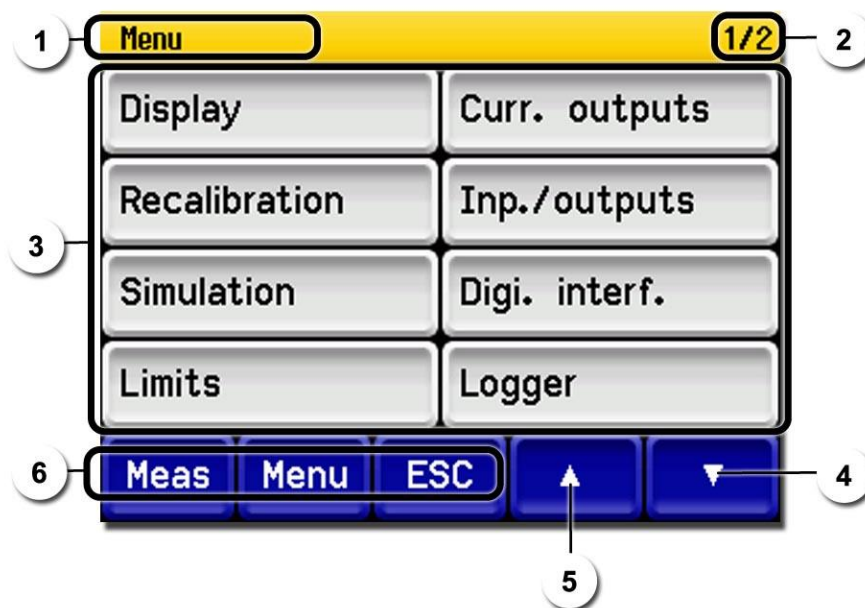 1 Menu 1/2 2
Display Curr. outputs
Recalibration Inp./outputs
3
Simulation Digi. interf.
Limits Logger
6 Meas Menu ESC ▲ ▼ 4
5